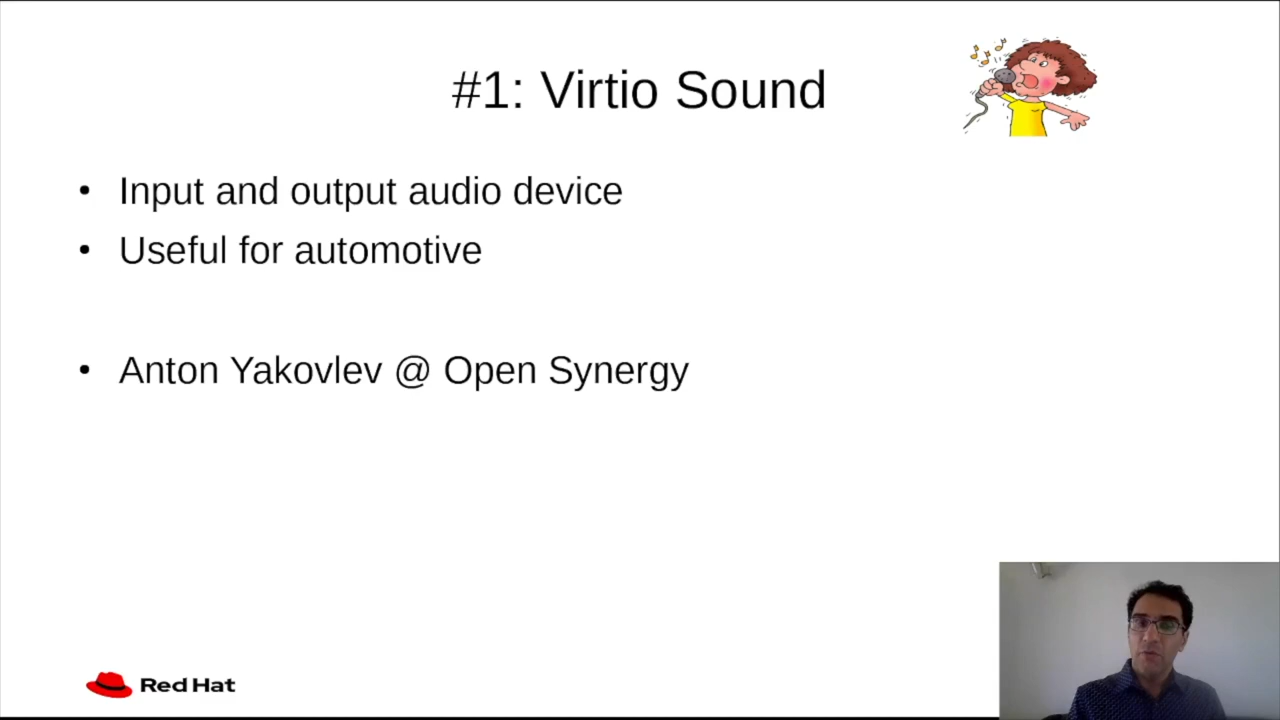 #1: Virtio Sound
• Input and output audio device
• Useful for automotive
• Anton Yakovlev @ Open Synergy
Red Hat